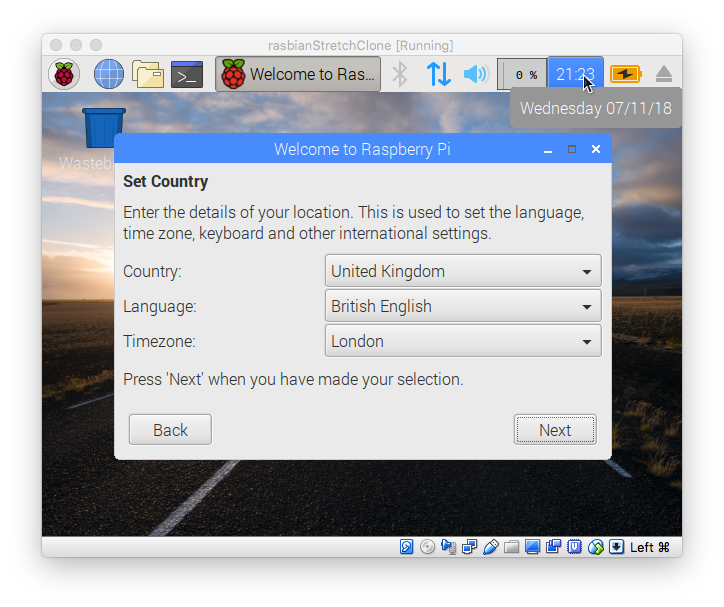 rasbianStretchClone [Running]
Welcome to Ras... 0 % 21:23
Wednesday 07/11/18
Welcome to Raspberry Pi
Set Country
Enter the details of your location. This is used to set the language,
time zone, keyboard and other international settings.
Country: United Kingdom
Language: British English
Timezone: London
Press 'Next' when you have made your selection.
Back Next
Left ⌘